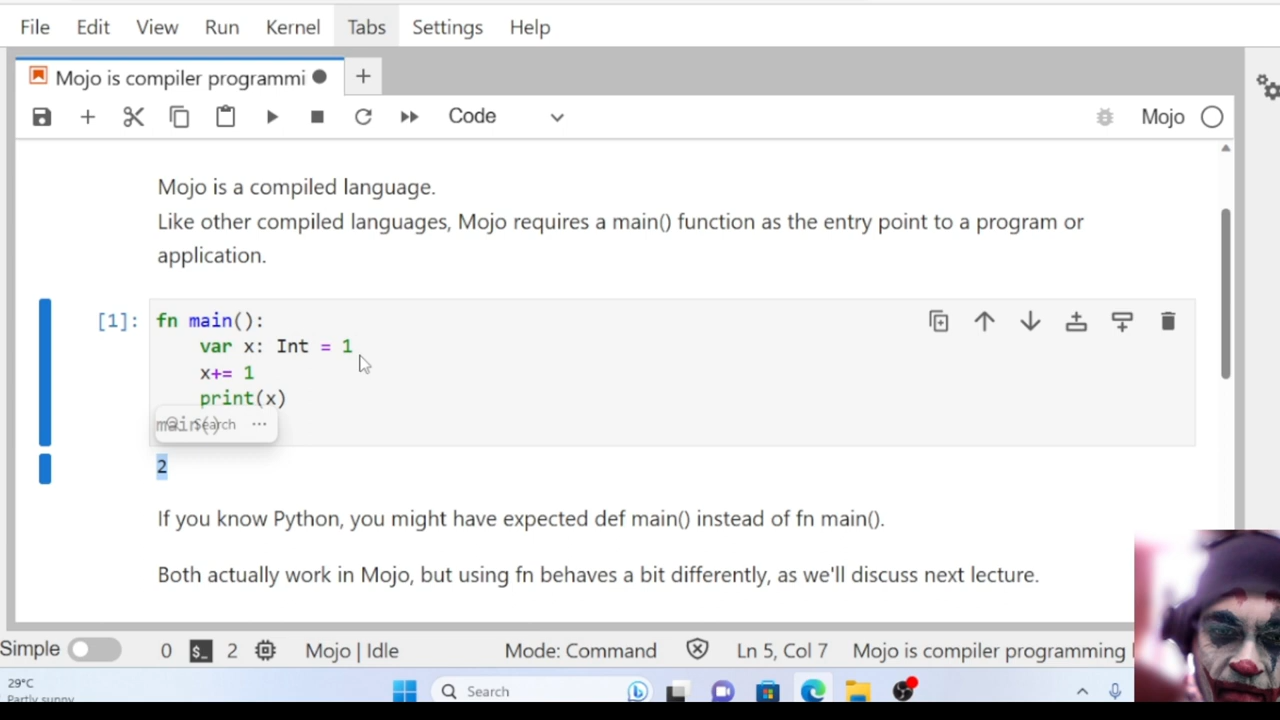 File Edit View Run Kernel Tabs Settings Help
Mojo is compiler programmi
Code
Mojo
Mojo is a compiled language.
Like other compiled languages, Mojo requires a main() function as the entry point to a program or
application.
[1]: fn main():
var x: Int = 1
x+= 1
print(x)
main()
Search ...
2
If you know Python, you might have expected def main() instead of fn main().
Both actually work in Mojo, but using fn behaves a bit differently, as we'll discuss next lecture.
Simple 0 $_ 2 Mojo | Idle Mode: Command Ln 5, Col 7 Mojo is compiler programming
29°C
Partly sunny
Search